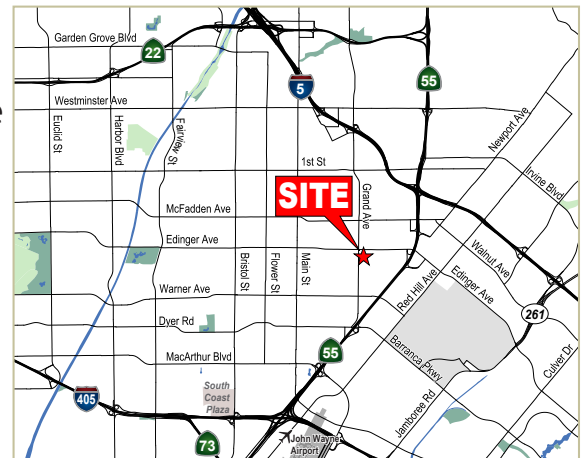 Garden Grove Blvd
22
5
55
Westminster Ave
Newport Ave
Euclid St
Harbor Blvd
Fairview St
1st St
Irvine Blvd
SITE
Grand Ave
McFadden Ave
Edinger Ave
Walnut Ave
Bristol St
Flower St
Main St
Red Hill Ave
Edinger Ave
Warner Ave
261
Dyer Rd
Barranca Pkwy
55
MacArthur Blvd
Culver Dr
South
Coast
Plaza
405
Jamboree Rd
73
John Wayne
Airport